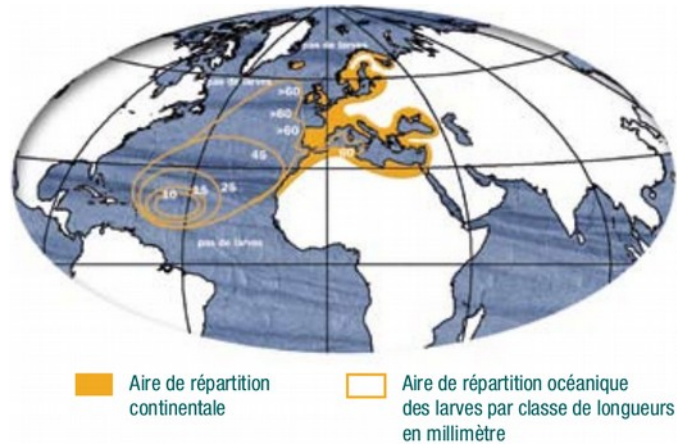 pas de larves
pas de larves
>60
>60
>60
60
45
10 15 25
pas de larves
Aire de répartition
continentale
Aire de répartition océanique
des larves par classe de longueurs
en millimètre